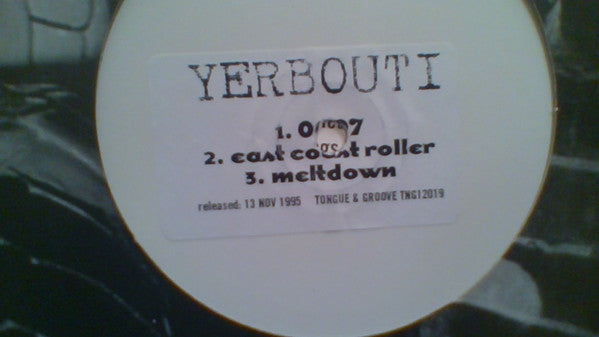 YERBOUTI
1.
2. east coast roller
3. meltdown
released: 13 NOV 1995 TONGUE & GROOVE TNG12019